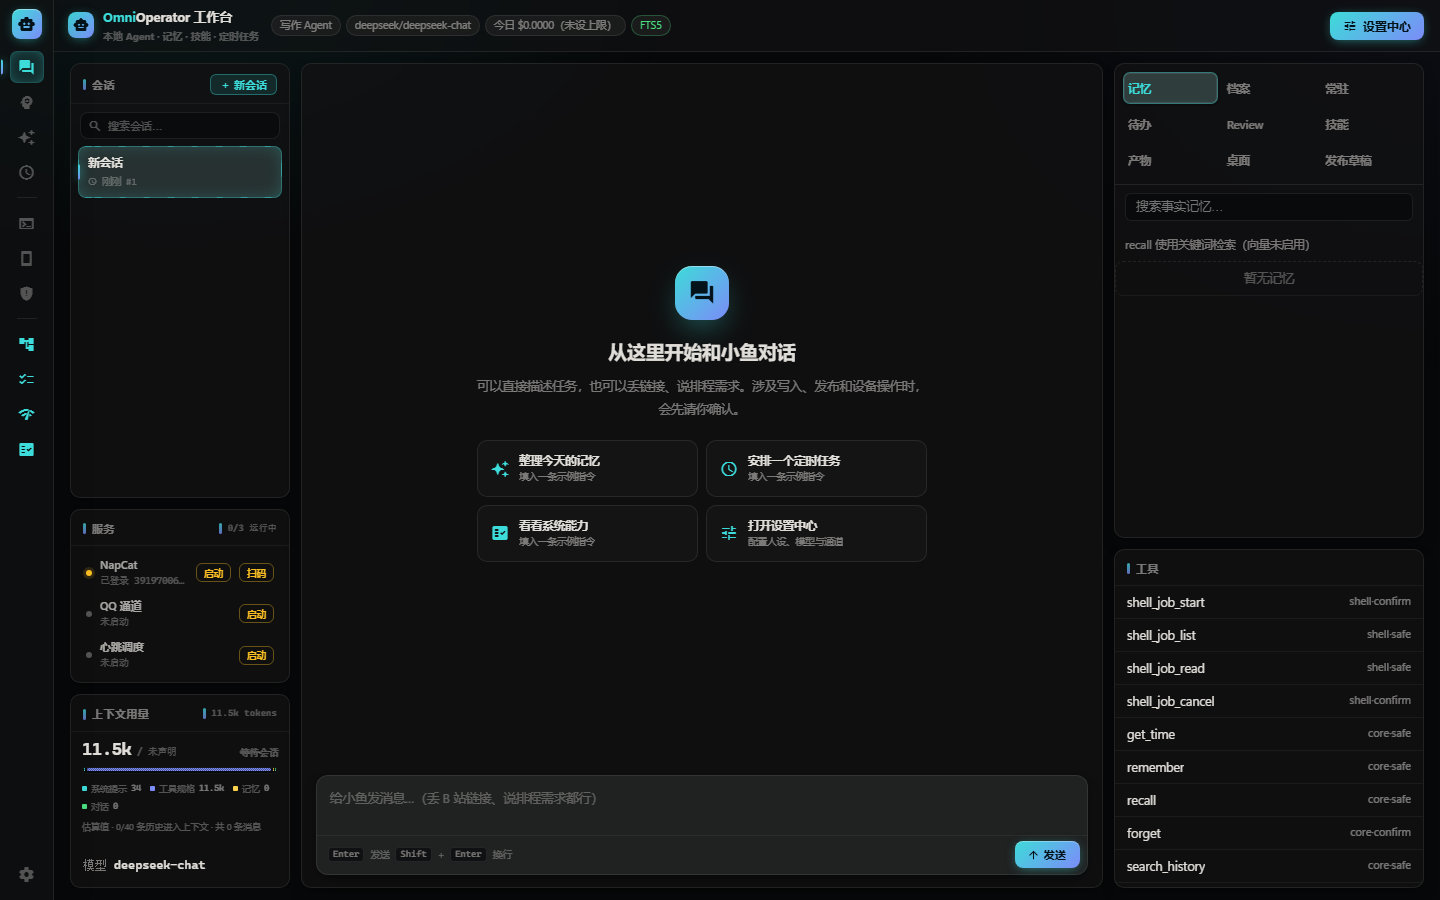 OmniOperator 工作台
本地 Agent · 记忆 · 技能 · 定时任务
写作 Agent
deepseek/deepseek-chat
今日 $0.0000（未设上限）
FTS5
设置中心
会话
+ 新会话
搜索会话...
新会话
刚刚 #1
服务
0/3 运行中
NapCat
已登录 39197006…
启动
扫码
QQ 通道
未启动
启动
心跳调度
未启动
启动
上下文用量
11.5k tokens
11.5k / 未声明
等待会话
系统提示 34
工具规格 11.5k
记忆 0
对话 0
估算值 · 0/40 条历史进入上下文 · 共 0 条消息
模型 deepseek-chat
从这里开始和小鱼对话
可以直接描述任务，也可以丢链接、说排程需求。涉及写入、发布和设备操作时，
会先请你确认。
整理今天的记忆
填入一条示例指令
安排一个定时任务
填入一条示例指令
看看系统能力
填入一条示例指令
打开设置中心
配置人设、模型与通道
给小鱼发消息...（丢 B 站链接、说排程需求都行）
Enter 发送 Shift + Enter 换行
发送
记忆
档案
常驻
待办
Review
技能
产物
桌面
发布草稿
搜索事实记忆...
recall 使用关键词检索（向量未启用）
暂无记忆
工具
shell_job_start
shell·confirm
shell_job_list
shell·safe
shell_job_read
shell·safe
shell_job_cancel
shell·confirm
get_time
core·safe
remember
core·safe
recall
core·safe
forget
core·confirm
search_history
core·safe